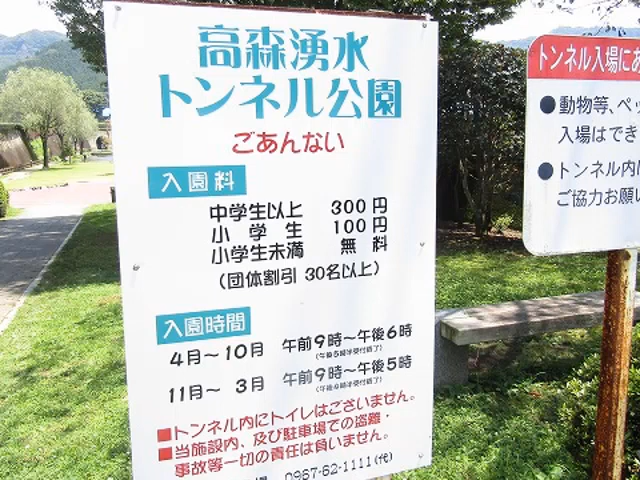 高森湧水
トンネル公園
ごあんない
入園料
中学生以上 300円
小学生 100円
小学生未満 無料
(団体割引 30名以上)
入園時間
4月～10月 午前9時～午後6時
(午後5時半受付終了)
11月～3月 午前9時～午後5時
(午後4時半受付終了)
■トンネル内にトイレはございません。
■当施設内、及び駐車場での盗難・
事故等一切の責任は負いません。
0967-62-1111(代)
トンネル入場にあ
●動物等、ペッ
入場はでき
●トンネル内
ご協力お願い